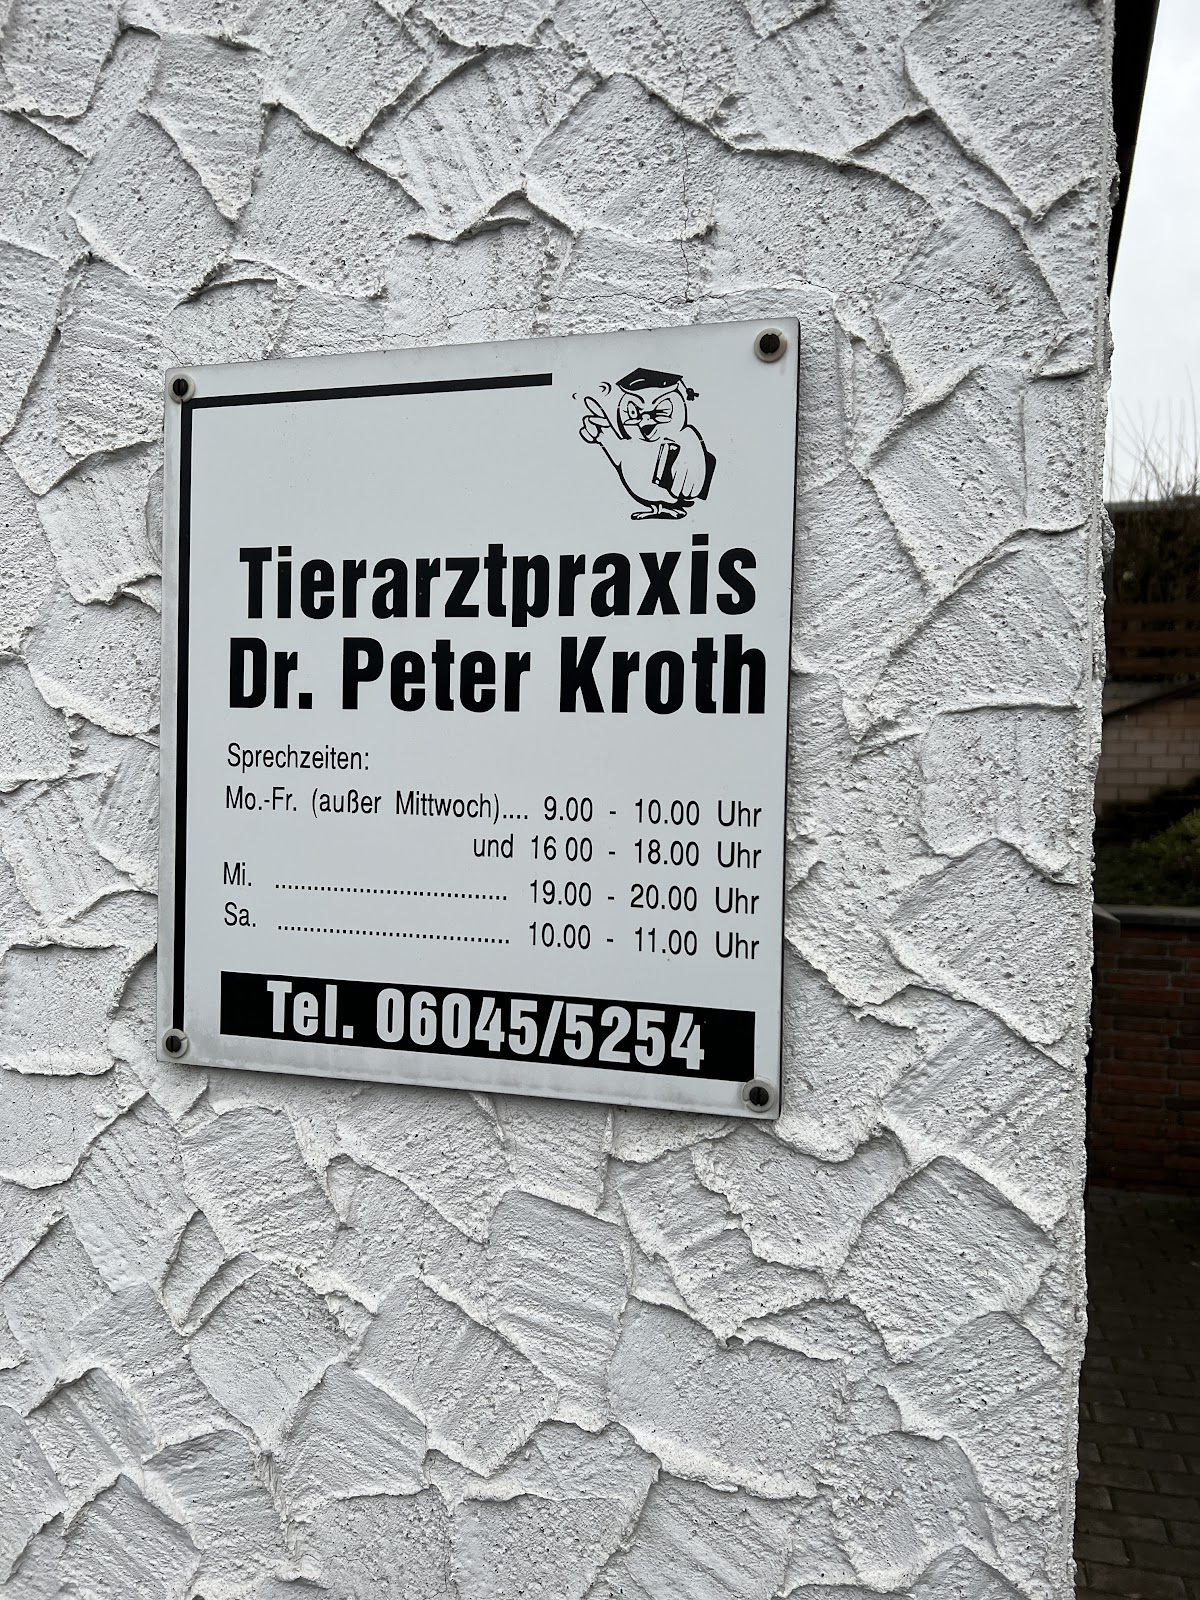 Tierarztpraxis
Dr. Peter Kroth
Sprechzeiten:
Mo.-Fr. (außer Mittwoch).... 9.00 - 10.00 Uhr
und 16 00 - 18.00 Uhr
Mi. .................................... 19.00 - 20.00 Uhr
Sa. .................................... 10.00 - 11.00 Uhr
Tel. 06045/5254